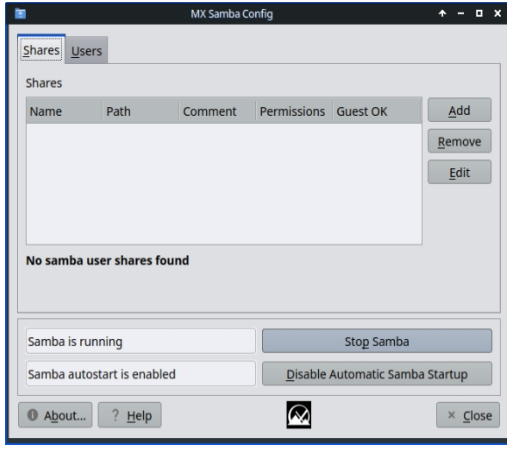 MX Samba Config
Shares Users
Shares
Name Path Comment Permissions Guest OK
Add
Remove
Edit
No samba user shares found
Samba is running Stop Samba
Samba autostart is enabled Disable Automatic Samba Startup
About... ? Help × Close